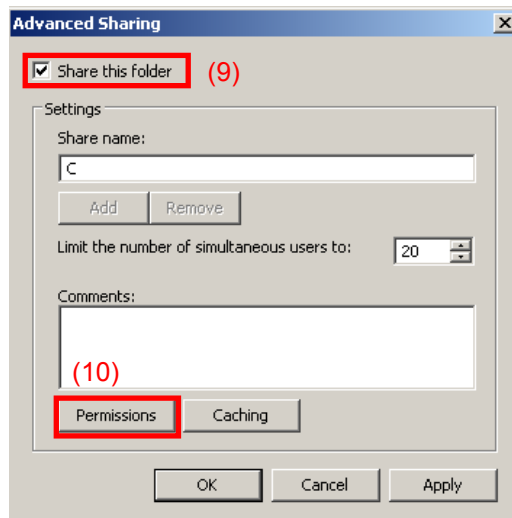 Advanced Sharing
Share this folder (9)
Settings
Share name:
C
Add Remove
Limit the number of simultaneous users to: 20
Comments:
(10)
Permissions Caching
OK Cancel Apply